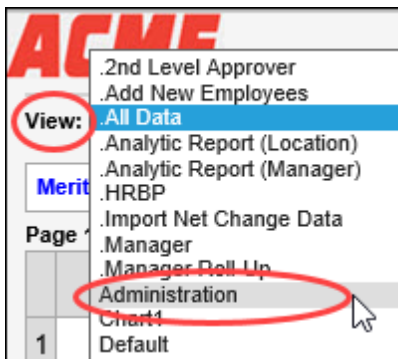 ACME
.2nd Level Approver
.Add New Employees
View:
.All Data
.Analytic Report (Location)
.Analytic Report (Manager)
Merit
.HRBP
.Import Net Change Data
Page
.Manager
.Manager Roll-Up
Administration
Chart1
1
Default